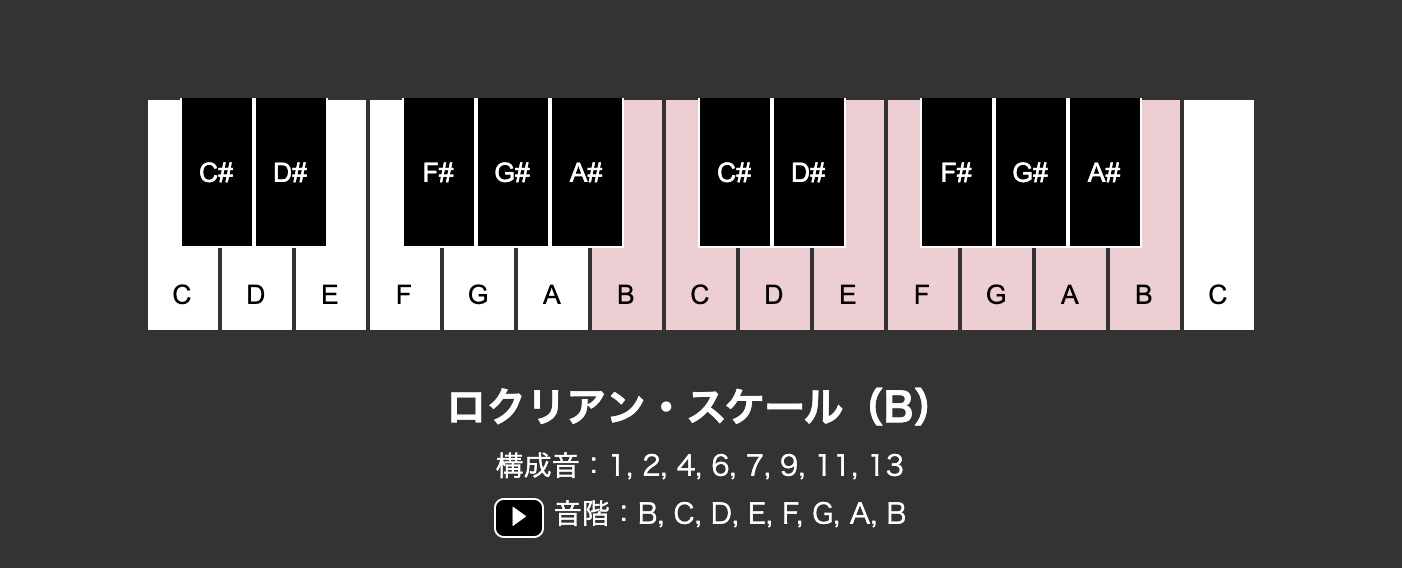 C# D# F# G# A# C# D# F# G# A#
C D E F G A B C D E F G A B C
ロクリアン・スケール（B）
構成音：1, 2, 4, 6, 7, 9, 11, 13
音階：B, C, D, E, F, G, A, B